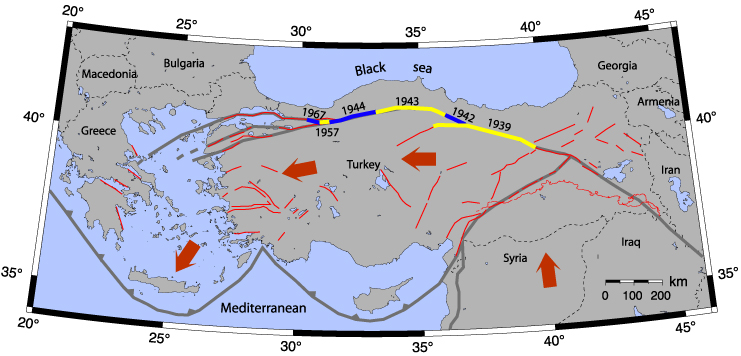 20° 25° 30° 35° 40° 45°
Bulgaria
Black sea
Georgia
Macedonia
1967 1944 1943 1942 1939
Armenia
40° 40°
Greece
1957
Turkey
Iran
Syria
Iraq
35° 35°
km
0 100 200
Mediterranean
20° 25° 30° 35° 40° 45°